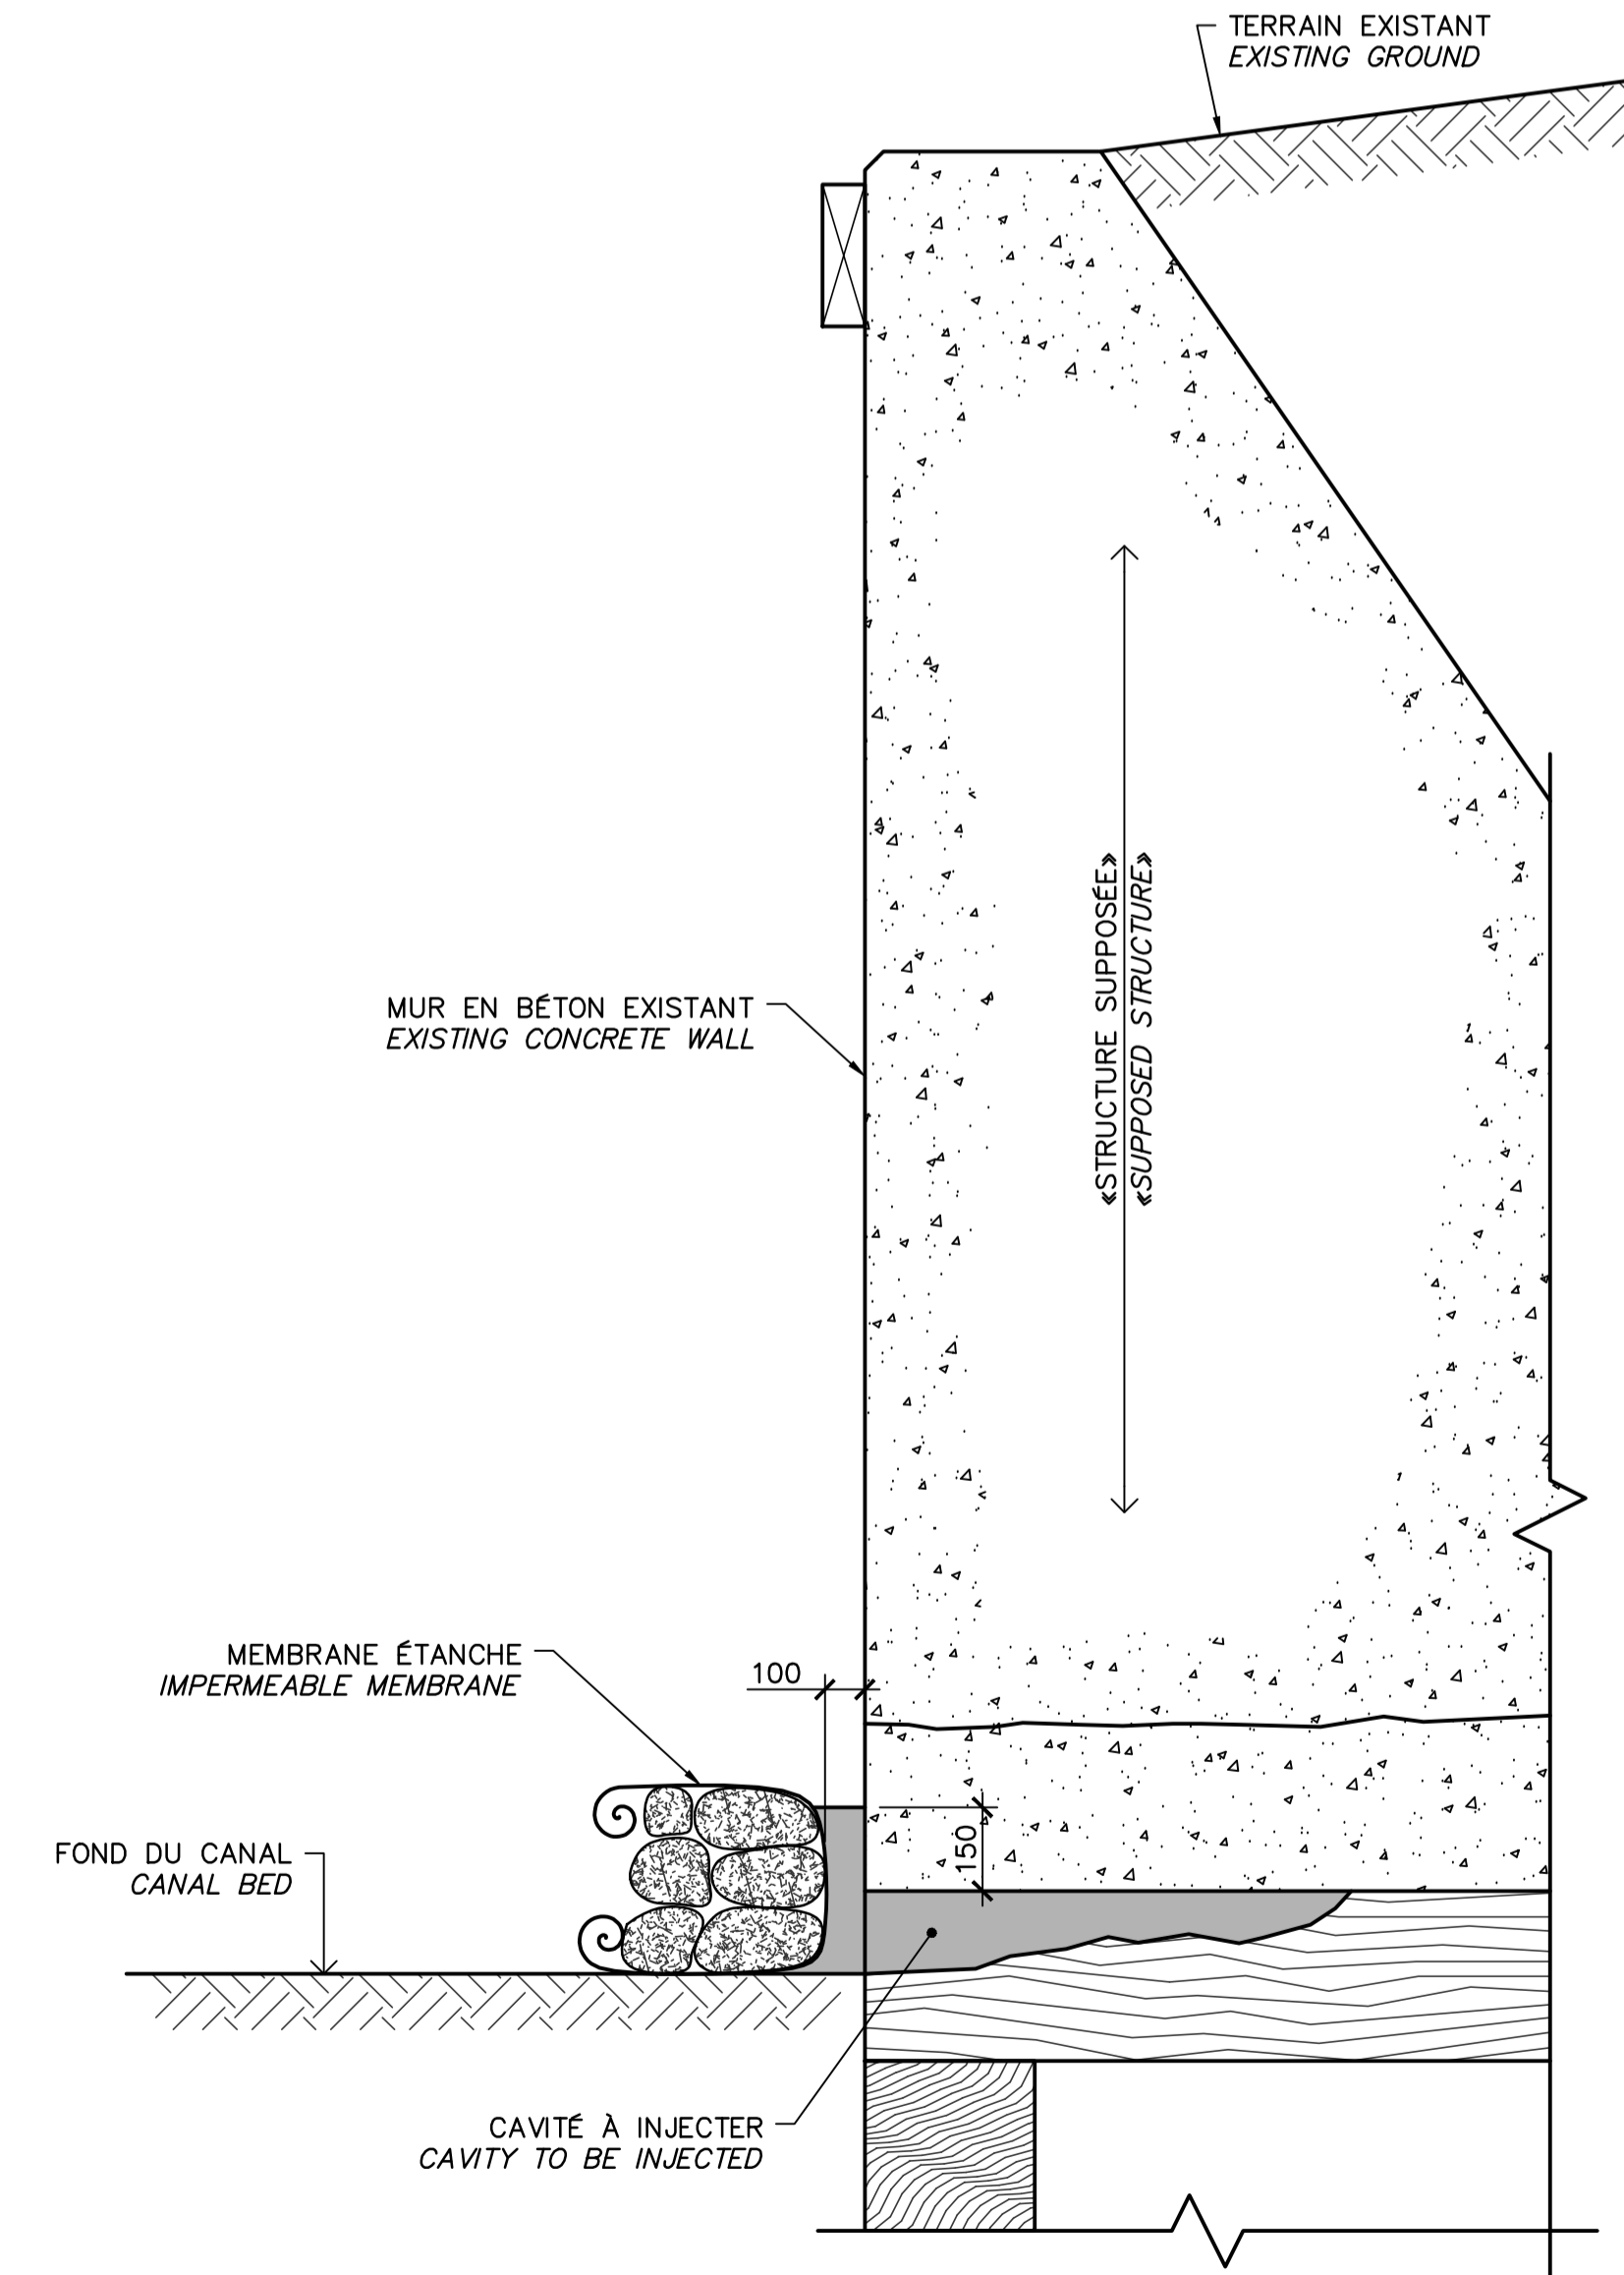 TERRAIN EXISTANT
EXISTING GROUND
«STRUCTURE SUPPOSÉE»
«SUPPOSED STRUCTURE»
MUR EN BÉTON EXISTANT
EXISTING CONCRETE WALL
MEMBRANE ÉTANCHE
IMPERMEABLE MEMBRANE
100
150
FOND DU CANAL
CANAL BED
CAVITÉ À INJECTER
CAVITY TO BE INJECTED